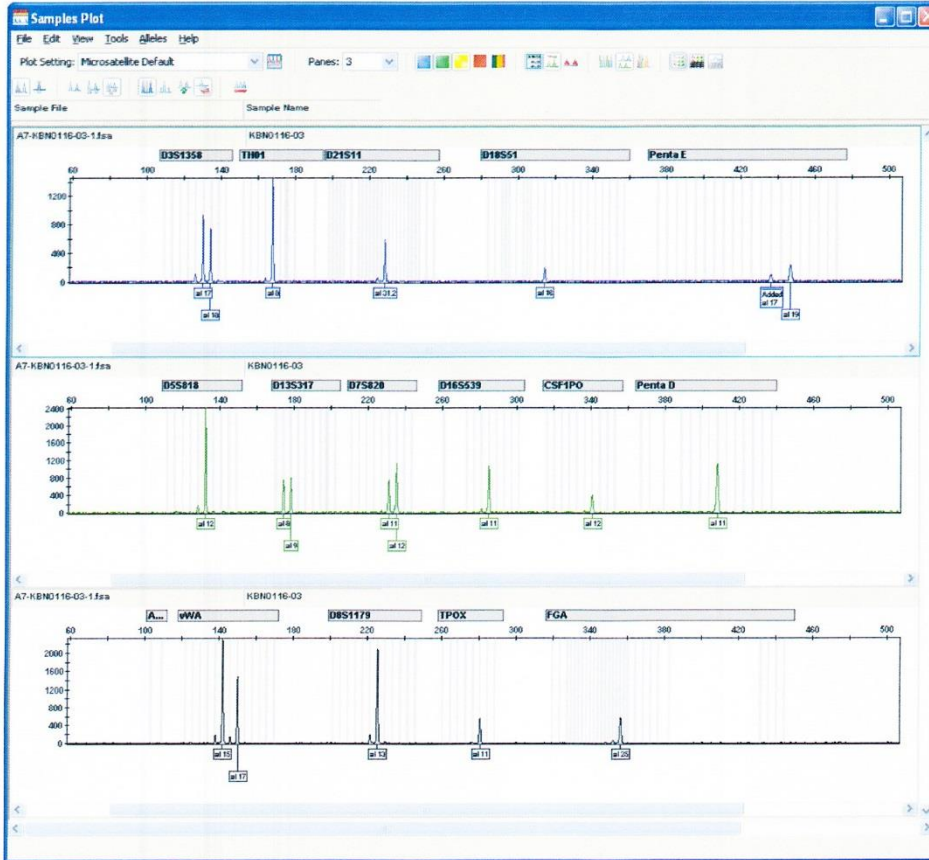 Samples Plot
File Edit View Tools Alleles Help
Plot Setting: Microsatellite Default Panes: 3
Sample File Sample Name
A7-KBN0116-03-1.fsa KBN0116-03
D3S1358 TH01 D21S11 D18S51 Penta E
60 100 140 180 220 260 300 340 380 420 460 500
1200
800
400
0
al 17 al 8 al 31.2 al 16 Added al 17
al 18 al 19
A7-KBN0116-03-1.fsa KBN0116-03
D5S818 D13S317 D7S820 D16S539 CSF1PO Penta D
60 100 140 180 220 260 300 340 380 420 460 500
2400
2000
1600
1200
800
400
0
al 12 al 8 al 11 al 11 al 12 al 11
al 9 al 12
A7-KBN0116-03-1.fsa KBN0116-03
A... vWA D8S1179 TPOX FGA
60 100 140 180 220 260 300 340 380 420 460 500
2000
1600
1200
800
400
0
al 15 al 13 al 11 al 25
al 17